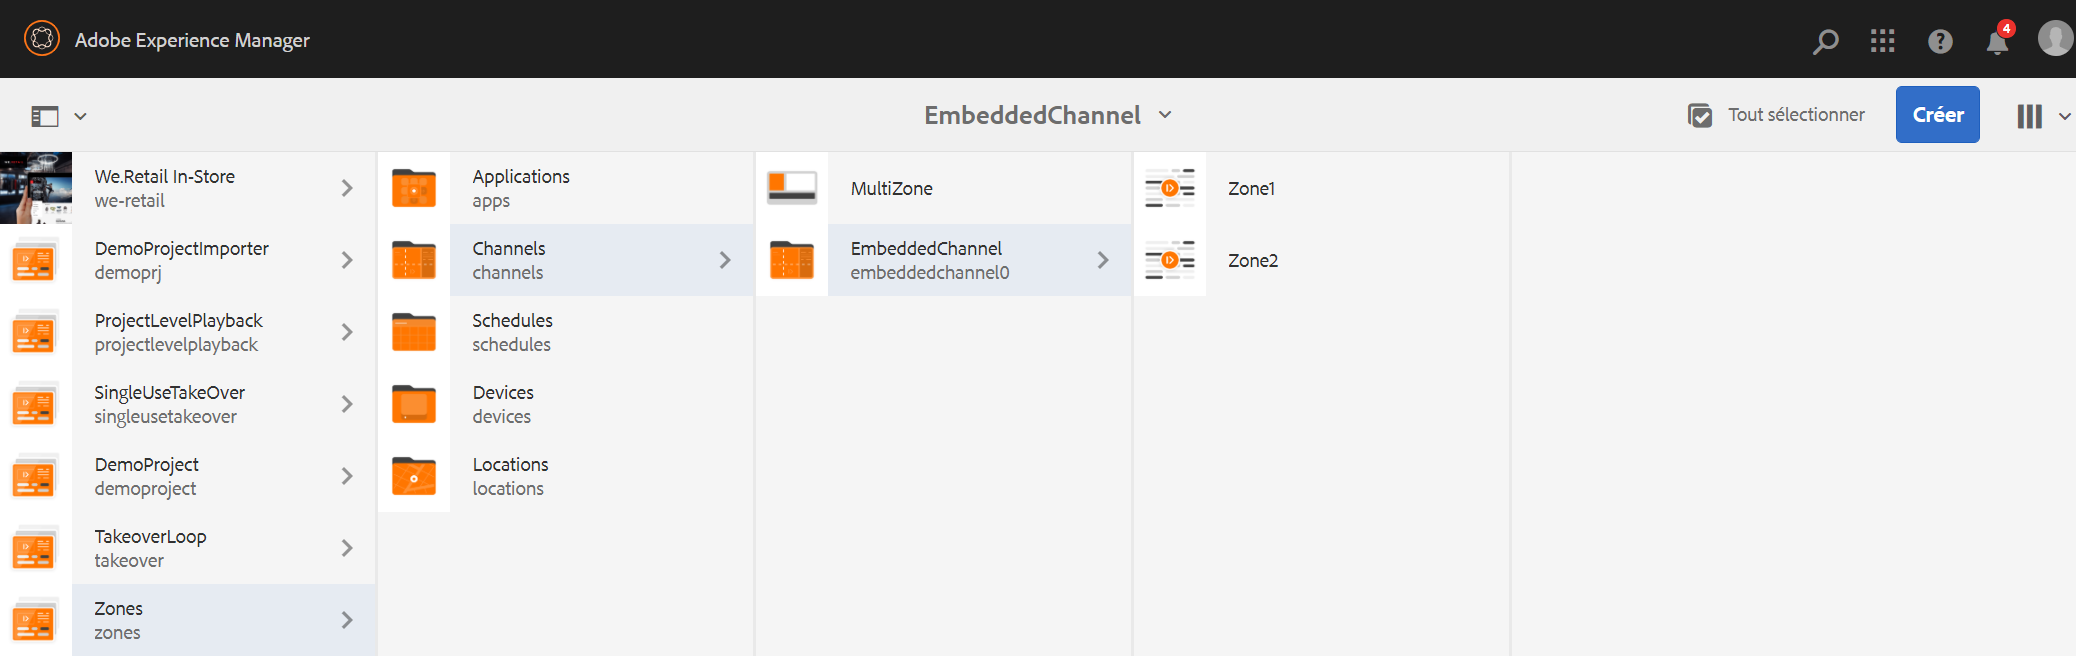 Adobe Experience Manager
4
EmbeddedChannel
Tout sélectionner
Créer
We.Retail In-Store
we-retail
DemoProjectImporter
demoprj
ProjectLevelPlayback
projectlevelplayback
SingleUseTakeOver
singleusetakeover
DemoProject
demoproject
TakeoverLoop
takeover
Zones
zones
Applications
apps
Channels
channels
Schedules
schedules
Devices
devices
Locations
locations
MultiZone
EmbeddedChannel
embeddedchannel0
Zone1
Zone2